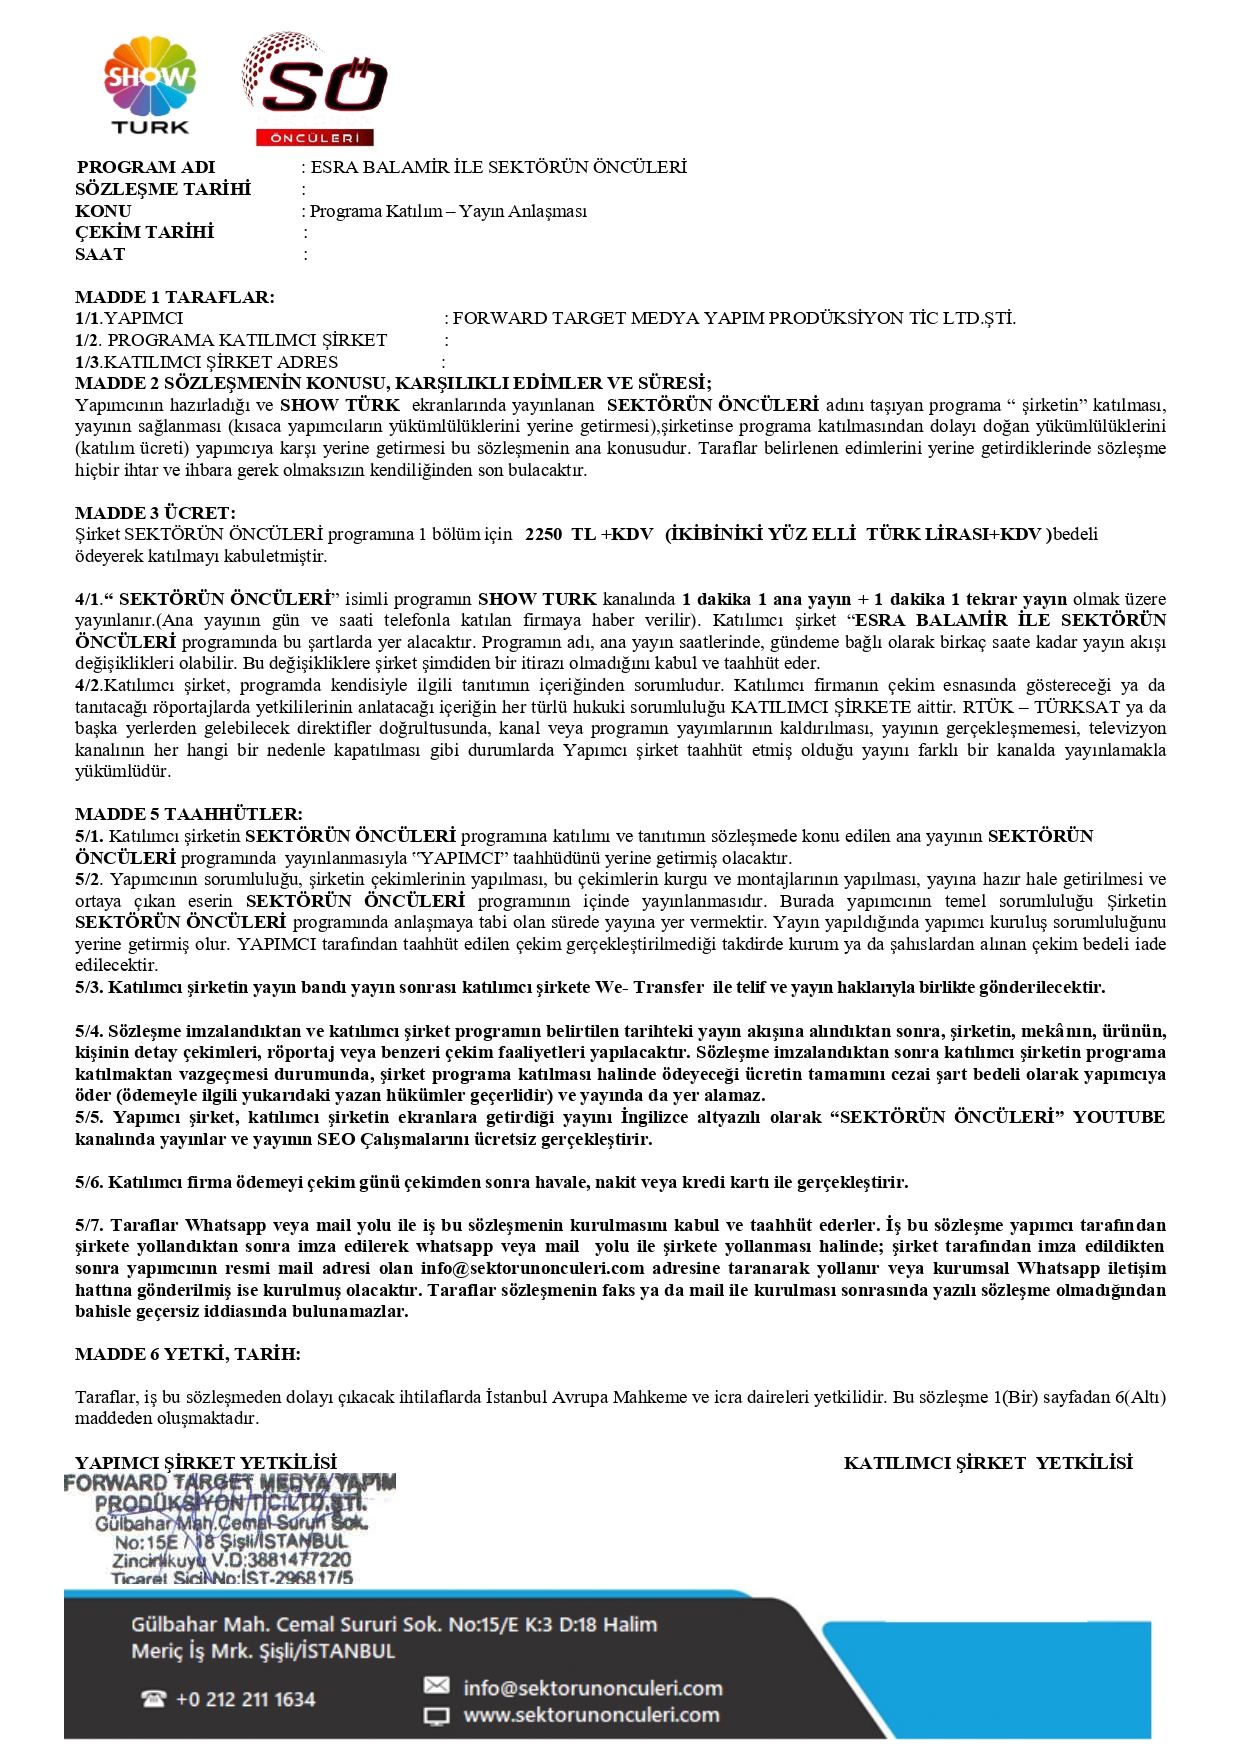 SHOW
TURK
SÖ
ÖNCÜLERİ
PROGRAM ADI : ESRA BALAMİR İLE SEKTÖRÜN ÖNCÜLERİ
SÖZLEŞME TARİHİ :
KONU : Programa Katılım – Yayın Anlaşması
ÇEKİM TARİHİ :
SAAT :
MADDE 1 TARAFLAR:
1/1.YAPIMCI : FORWARD TARGET MEDYA YAPIM PRODÜKSİYON TİC LTD.ŞTİ.
1/2. PROGRAMA KATILIMCI ŞİRKET :
1/3.KATILIMCI ŞİRKET ADRES :
MADDE 2 SÖZLEŞMENİN KONUSU, KARŞILIKLI EDİMLER VE SÜRESİ;
Yapımcının hazırladığı ve SHOW TÜRK ekranlarında yayınlanan SEKTÖRÜN ÖNCÜLERİ adını taşıyan programa “ şirketin” katılması,
yayının sağlanması (kısaca yapımcıların yükümlülüklerini yerine getirmesi),şirketinse programa katılmasından dolayı doğan yükümlülüklerini
(katılım ücreti) yapımcıya karşı yerine getirmesi bu sözleşmenin ana konusudur. Taraflar belirlenen edimlerini yerine getirdiklerinde sözleşme
hiçbir ihtar ve ihbara gerek olmaksızın kendiliğinden son bulacaktır.
MADDE 3 ÜCRET:
Şirket SEKTÖRÜN ÖNCÜLERİ programına 1 bölüm için 2250 TL +KDV (İKİBİNİKİ YÜZ ELLİ TÜRK LİRASI+KDV )bedeli
ödeyerek katılmayı kabuletmiştir.
4/1.“ SEKTÖRÜN ÖNCÜLERİ” isimli programın SHOW TURK kanalında 1 dakika 1 ana yayın + 1 dakika 1 tekrar yayın olmak üzere
yayınlanır.(Ana yayının gün ve saati telefonla katılan firmaya haber verilir). Katılımcı şirket “ESRA BALAMİR İLE SEKTÖRÜN
ÖNCÜLERİ programında bu şartlarda yer alacaktır. Programın adı, ana yayın saatlerinde, gündeme bağlı olarak birkaç saate kadar yayın akışı
değişiklikleri olabilir. Bu değişikliklere şirket şimdiden bir itirazı olmadığını kabul ve taahhüt eder.
4/2.Katılımcı şirket, programda kendisiyle ilgili tanıtımın içeriğinden sorumludur. Katılımcı firmanın çekim esnasında göstereceği ya da
tanıtacağı röportajlarda yetkililerinin anlatacağı içeriğin her türlü hukuki sorumluluğu KATILIMCI ŞİRKETE aittir. RTÜK – TÜRKSAT ya da
başka yerlerden gelebilecek direktifler doğrultusunda, kanal veya programın yayımlarının kaldırılması, yayının gerçekleşmemesi, televizyon
kanalının her hangi bir nedenle kapatılması gibi durumlarda Yapımcı şirket taahhüt etmiş olduğu yayını farklı bir kanalda yayınlamakla
yükümlüdür.
MADDE 5 TAAHHÜTLER:
5/1. Katılımcı şirketin SEKTÖRÜN ÖNCÜLERİ programına katılımı ve tanıtımın sözleşmede konu edilen ana yayının SEKTÖRÜN
ÖNCÜLERİ programında yayınlanmasıyla “YAPIMCI” taahhüdünü yerine getirmiş olacaktır.
5/2. Yapımcının sorumluluğu, şirketin çekimlerinin yapılması, bu çekimlerin kurgu ve montajlarının yapılması, yayına hazır hale getirilmesi ve
ortaya çıkan eserin SEKTÖRÜN ÖNCÜLERİ programının içinde yayınlanmasıdır. Burada yapımcının temel sorumluluğu Şirketin
SEKTÖRÜN ÖNCÜLERİ programında anlaşmaya tabi olan sürede yayına yer vermektir. Yayın yapıldığında yapımcı kuruluş sorumluluğunu
yerine getirmiş olur. YAPIMCI tarafından taahhüt edilen çekim gerçekleştirilmediği takdirde kurum ya da şahıslardan alınan çekim bedeli iade
edilecektir.
5/3. Katılımcı şirketin yayın bandı yayın sonrası katılımcı şirkete We- Transfer ile telif ve yayın haklarıyla birlikte gönderilecektir.
5/4. Sözleşme imzalandıktan ve katılımcı şirket programın belirtilen tarihteki yayın akışına alındıktan sonra, şirketin, mekânın, ürünün,
kişinin detay çekimleri, röportaj veya benzeri çekim faaliyetleri yapılacaktır. Sözleşme imzalandıktan sonra katılımcı şirketin programa
katılmaktan vazgeçmesi durumunda, şirket programa katılması halinde ödeyeceği ücretin tamamını cezai şart bedeli olarak yapımcıya
öder (ödemeyle ilgili yukarıdaki yazan hükümler geçerlidir) ve yayında da yer alamaz.
5/5. Yapımcı şirket, katılımcı şirketin ekranlara getirdiği yayını İngilizce altyazılı olarak “SEKTÖRÜN ÖNCÜLERİ” YOUTUBE
kanalında yayınlar ve yayının SEO Çalışmalarını ücretsiz gerçekleştirir.
5/6. Katılımcı firma ödemeyi çekim günü çekimden sonra havale, nakit veya kredi kartı ile gerçekleştirir.
5/7. Taraflar Whatsapp veya mail yolu ile iş bu sözleşmenin kurulmasını kabul ve taahhüt ederler. İş bu sözleşme yapımcı tarafından
şirkete yollandıktan sonra imza edilerek whatsapp veya mail yolu ile şirkete yollanması halinde; şirket tarafından imza edildikten
sonra yapımcının resmi mail adresi olan info@sektorunonculeri.com adresine taranarak yollanır veya kurumsal Whatsapp iletişim
hattına gönderilmiş ise kurulmuş olacaktır. Taraflar sözleşmenin faks ya da mail ile kurulması sonrasında yazılı sözleşme olmadığından
bahisle geçersiz iddiasında bulunamazlar.
MADDE 6 YETKİ, TARİH:
Taraflar, iş bu sözleşmeden dolayı çıkacak ihtilaflarda İstanbul Avrupa Mahkeme ve icra daireleri yetkilidir. Bu sözleşme 1(Bir) sayfadan 6(Altı)
maddeden oluşmaktadır.
YAPIMCI ŞİRKET YETKİLİSİ KATILIMCI ŞİRKET YETKİLİSİ
FORWARD TARGET MEDYA YAPIM
PRODÜKSİYON TİC.LTD.ŞTİ.
Gülbahar Mah.Cemal Sururi Sok.
No:15E / 18 Şişli/İSTANBUL
Zincirlikuyu V.D:3881477220
Ticaret Sicil No:İST-296817/5
Gülbahar Mah. Cemal Sururi Sok. No:15/E K:3 D:18 Halim
Meriç İş Mrk. Şişli/İSTANBUL
+0 212 211 1634
info@sektorunonculeri.com
www.sektorunonculeri.com